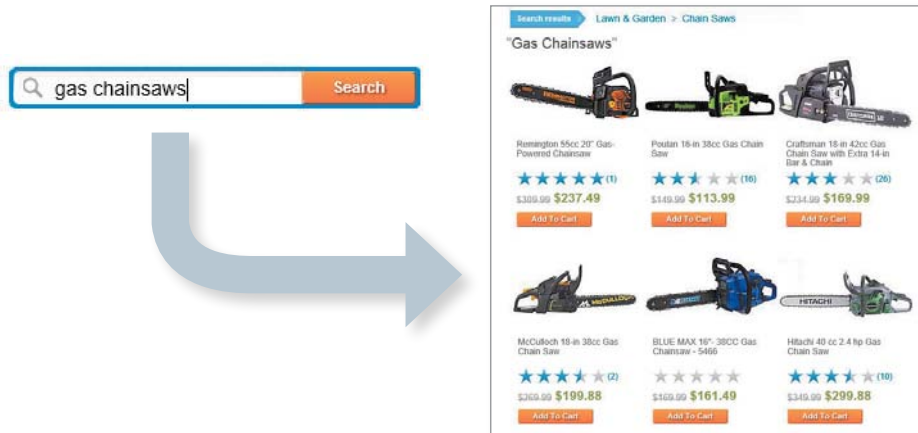 gas chainsaws
Search
Search results
Lawn & Garden > Chain Saws
"Gas Chainsaws"
Remington 55cc 20" Gas-
Powered Chainsaw
(1)
$309.99 $237.49
Add To Cart
Poulan 16-in 38cc Gas Chain
Saw
(16)
$149.99 $113.99
Add To Cart
Craftsman 18-in 42cc Gas
Chain Saw with Extra 14-in
Bar & Chain
(26)
$234.99 $169.99
Add To Cart
McCulloch 18-in 38cc Gas
Chain Saw
(2)
$269.99 $199.88
Add To Cart
BLUE MAX 16"- 38CC Gas
Chainsaw - 5466
$169.99 $161.49
Add To Cart
HITACHI
Hitachi 40 cc 2.4 hp Gas
Chain Saw
(10)
$349.99 $299.88
Add To Cart